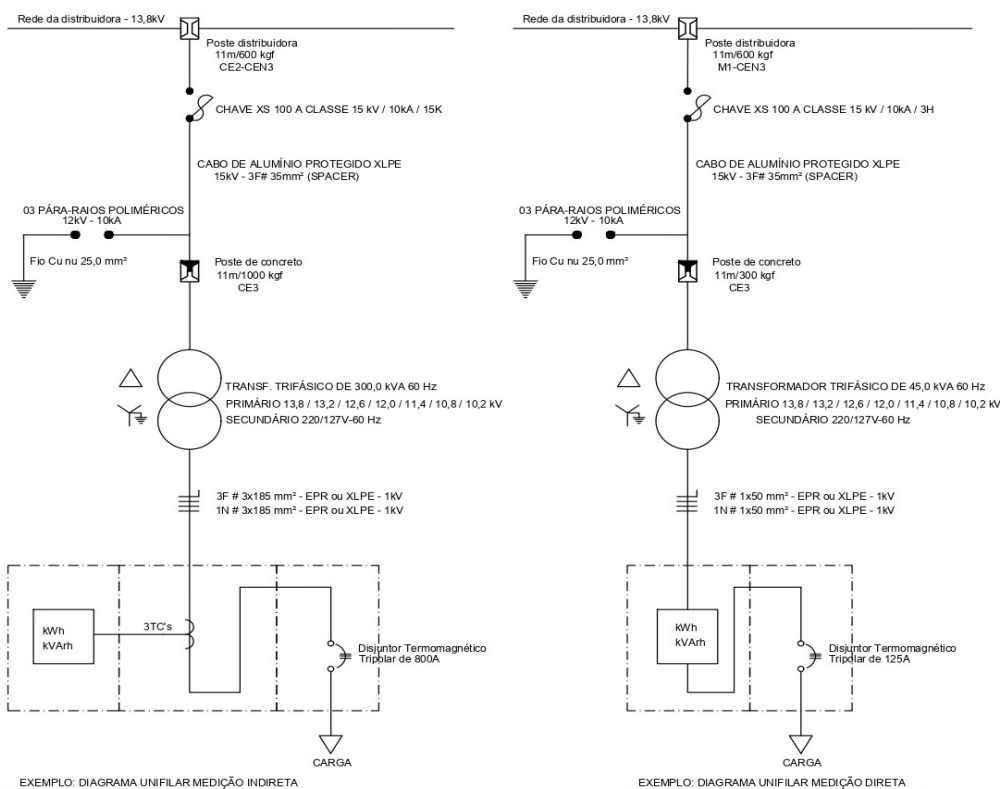 Rede da distribuidora - 13,8kV
Poste distribuidora
11m/600 kgf
CE2-CEN3
CHAVE XS 100 A CLASSE 15 kV / 10kA / 15K
CABO DE ALUMÍNIO PROTEGIDO XLPE
15kV - 3F# 35mm² (SPACER)
03 PÁRA-RAIOS POLIMÉRICOS
12kV - 10kA
Fio Cu nu 25,0 mm²
Poste de concreto
11m/1000 kgf
CE3
TRANSF. TRIFÁSICO DE 300,0 kVA 60 Hz
PRIMÁRIO 13,8 / 13,2 / 12,6 / 12,0 / 11,4 / 10,8 / 10,2 kV
SECUNDÁRIO 220/127V-60 Hz
3F # 3x185 mm² - EPR ou XLPE - 1kV
1N # 3x185 mm² - EPR ou XLPE - 1kV
kWh
kVArh
3TC's
Disjuntor Termomagnético
Tripolar de 800A
CARGA
EXEMPLO: DIAGRAMA UNIFILAR MEDIÇÃO INDIRETA
Rede da distribuidora - 13,8kV
Poste distribuidora
11m/600 kgf
M1-CEN3
CHAVE XS 100 A CLASSE 15 kV / 10kA / 3H
CABO DE ALUMÍNIO PROTEGIDO XLPE
15kV - 3F# 35mm² (SPACER)
03 PÁRA-RAIOS POLIMÉRICOS
12kV - 10kA
Fio Cu nu 25,0 mm²
Poste de concreto
11m/300 kgf
CE3
TRANSFORMADOR TRIFÁSICO DE 45,0 kVA 60 Hz
PRIMÁRIO 13,8 / 13,2 / 12,6 / 12,0 / 11,4 / 10,8 / 10,2 kV
SECUNDÁRIO 220/127V-60 Hz
3F # 1x50 mm² - EPR ou XLPE - 1kV
1N # 1x50 mm² - EPR ou XLPE - 1kV
kWh
kVArh
Disjuntor Termomagnético
Tripolar de 125A
CARGA
EXEMPLO: DIAGRAMA UNIFILAR MEDIÇÃO DIRETA